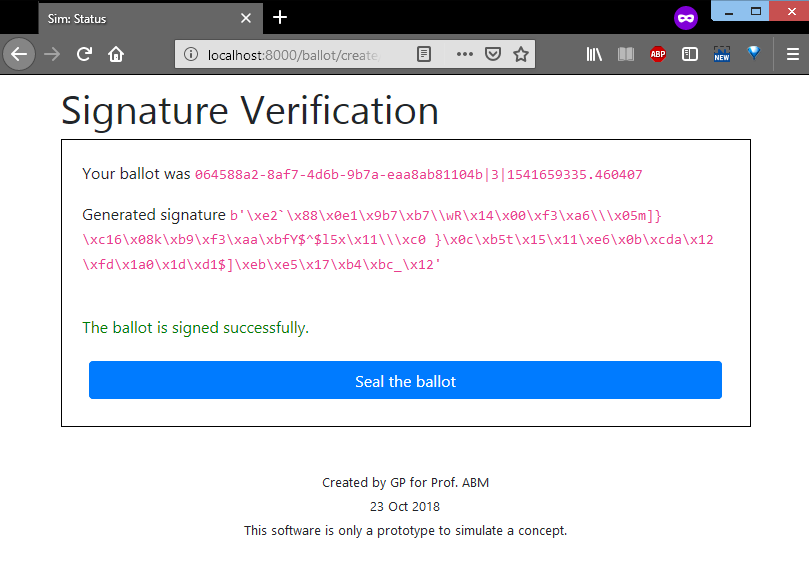 Sim: Status
localhost:8000/ballot/create
ABP
NEW
Signature Verification
Your ballot was 064588a2-8af7-4d6b-9b7a-eaa8ab81104b|3|1541659335.460407
Generated signature b'\xe2`\x88\x0e1\x9b7\xb7\\wR\x14\x00\xf3\xa6\\\x05m]}
\xc16\x08k\xb9\xf3\xaa\xbfY$^$l5x\x11\\\xc0 }\x0c\xb5t\x15\x11\xe6\x0b\xcda\x12
\xfd\x1a0\x1d\xd1$]\xeb\xe5\x17\xb4\xbc_\x12'
The ballot is signed successfully.
Seal the ballot
Created by GP for Prof. ABM
23 Oct 2018
This software is only a prototype to simulate a concept.